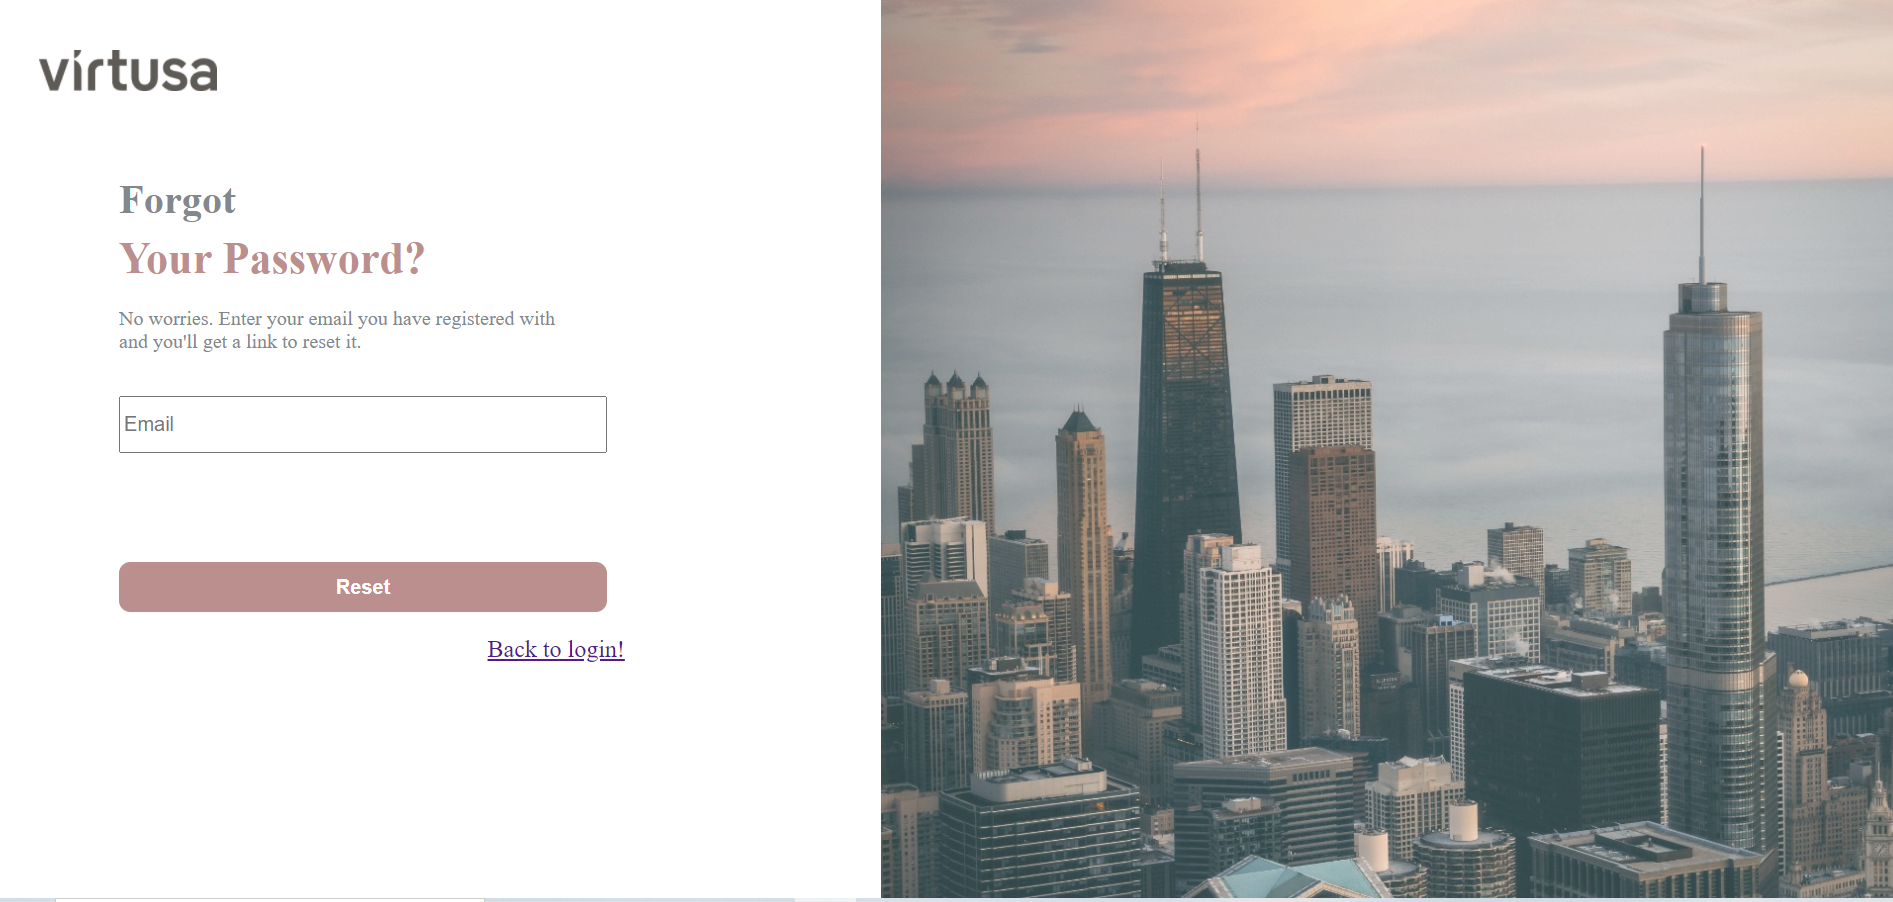 virtusa
Forgot
Your Password?
No worries. Enter your email you have registered with
and you'll get a link to reset it.
Email
Reset
Back to login!